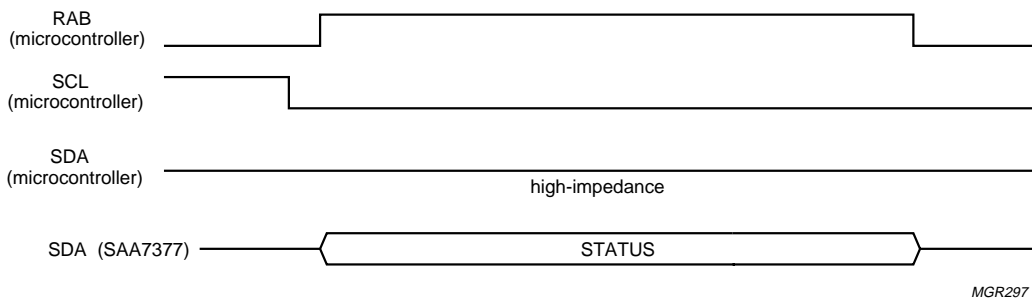 RAB
(microcontroller)
SCL
(microcontroller)
SDA
(microcontroller)
high-impedance
SDA (SAA7377)
STATUS
MGR297